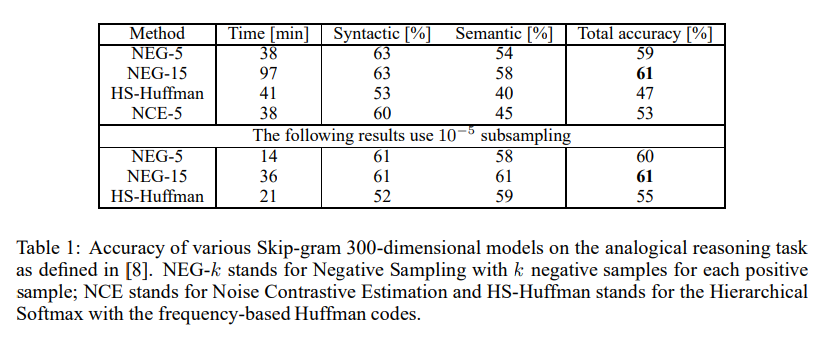 Method Time [min] Syntactic [%] Semantic [%] Total accuracy [%]
NEG-5 38 63 54 59
NEG-15 97 63 58 61
HS-Huffman 41 53 40 47
NCE-5 38 60 45 53
The following results use 10⁻⁵ subsampling
NEG-5 14 61 58 60
NEG-15 36 61 61 61
HS-Huffman 21 52 59 55
Table 1: Accuracy of various Skip-gram 300-dimensional models on the analogical reasoning task
as defined in [8]. NEG-k stands for Negative Sampling with k negative samples for each positive
sample; NCE stands for Noise Contrastive Estimation and HS-Huffman stands for the Hierarchical
Softmax with the frequency-based Huffman codes.